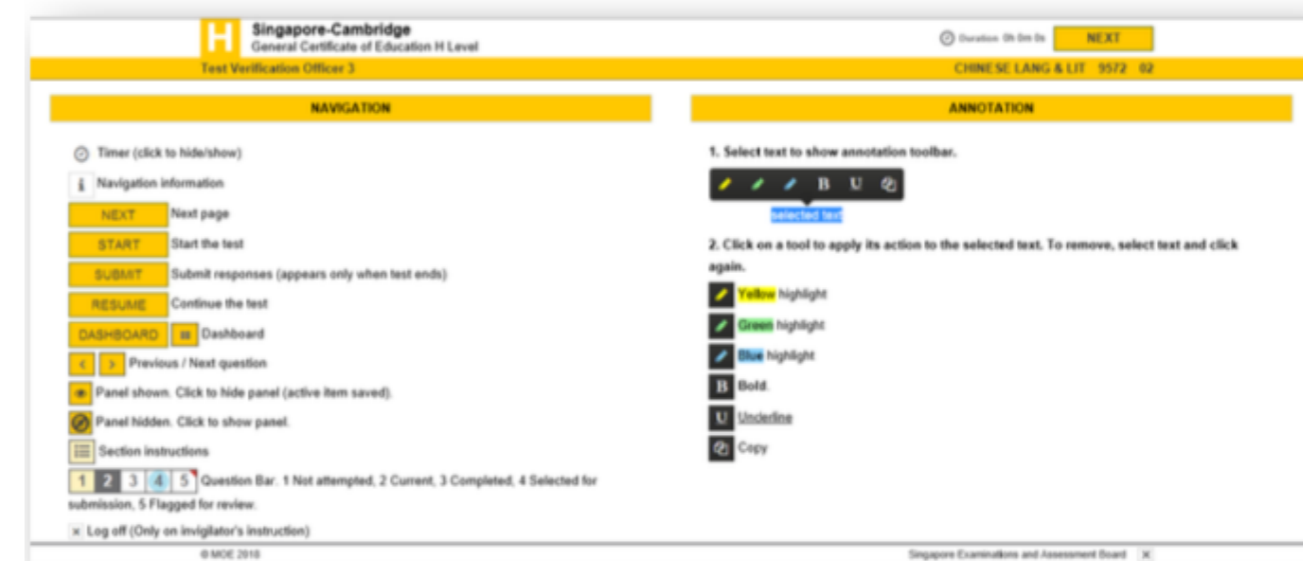 H
Singapore-Cambridge
General Certificate of Education H Level
Duration 0h 0m 0s
NEXT
Test Verification Officer 3
CHINESE LANG & LIT 9572 02
NAVIGATION
Timer (click to hide/show)
i Navigation information
NEXT Next page
START Start the test
SUBMIT Submit responses (appears only when test ends)
RESUME Continue the test
DASHBOARD Dashboard
< > Previous / Next question
Panel shown. Click to hide panel (active item saved).
Panel hidden. Click to show panel.
Section instructions
1 2 3 4 5 Question Bar. 1 Not attempted, 2 Current, 3 Completed, 4 Selected for
submission, 5 Flagged for review.
× Log off (Only on invigilator's instruction)
ANNOTATION
1. Select text to show annotation toolbar.
B U
selected text
2. Click on a tool to apply its action to the selected text. To remove, select text and click
again.
Yellow highlight
Green highlight
Blue highlight
B Bold.
U Underline
Copy
© MOE 2018
Singapore Examinations and Assessment Board ×